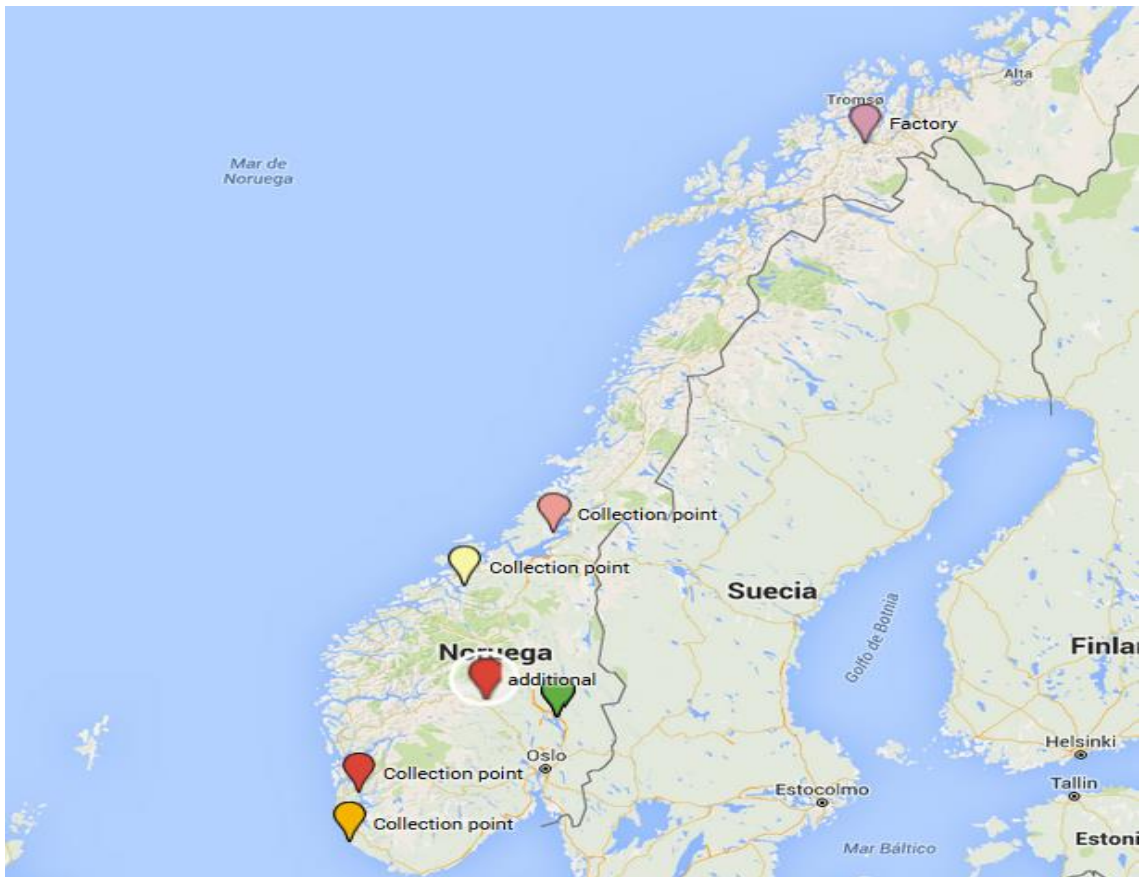 Alta
Tromsø
Factory
Mar de
Noruega
Collection point
Collection point
Suecia
Golfo de Botnia
Noruega
Finlan
additional
Helsinki
Oslo
Collection point
Estocolmo
Tallin
Collection point
Mar Báltico
Estoni